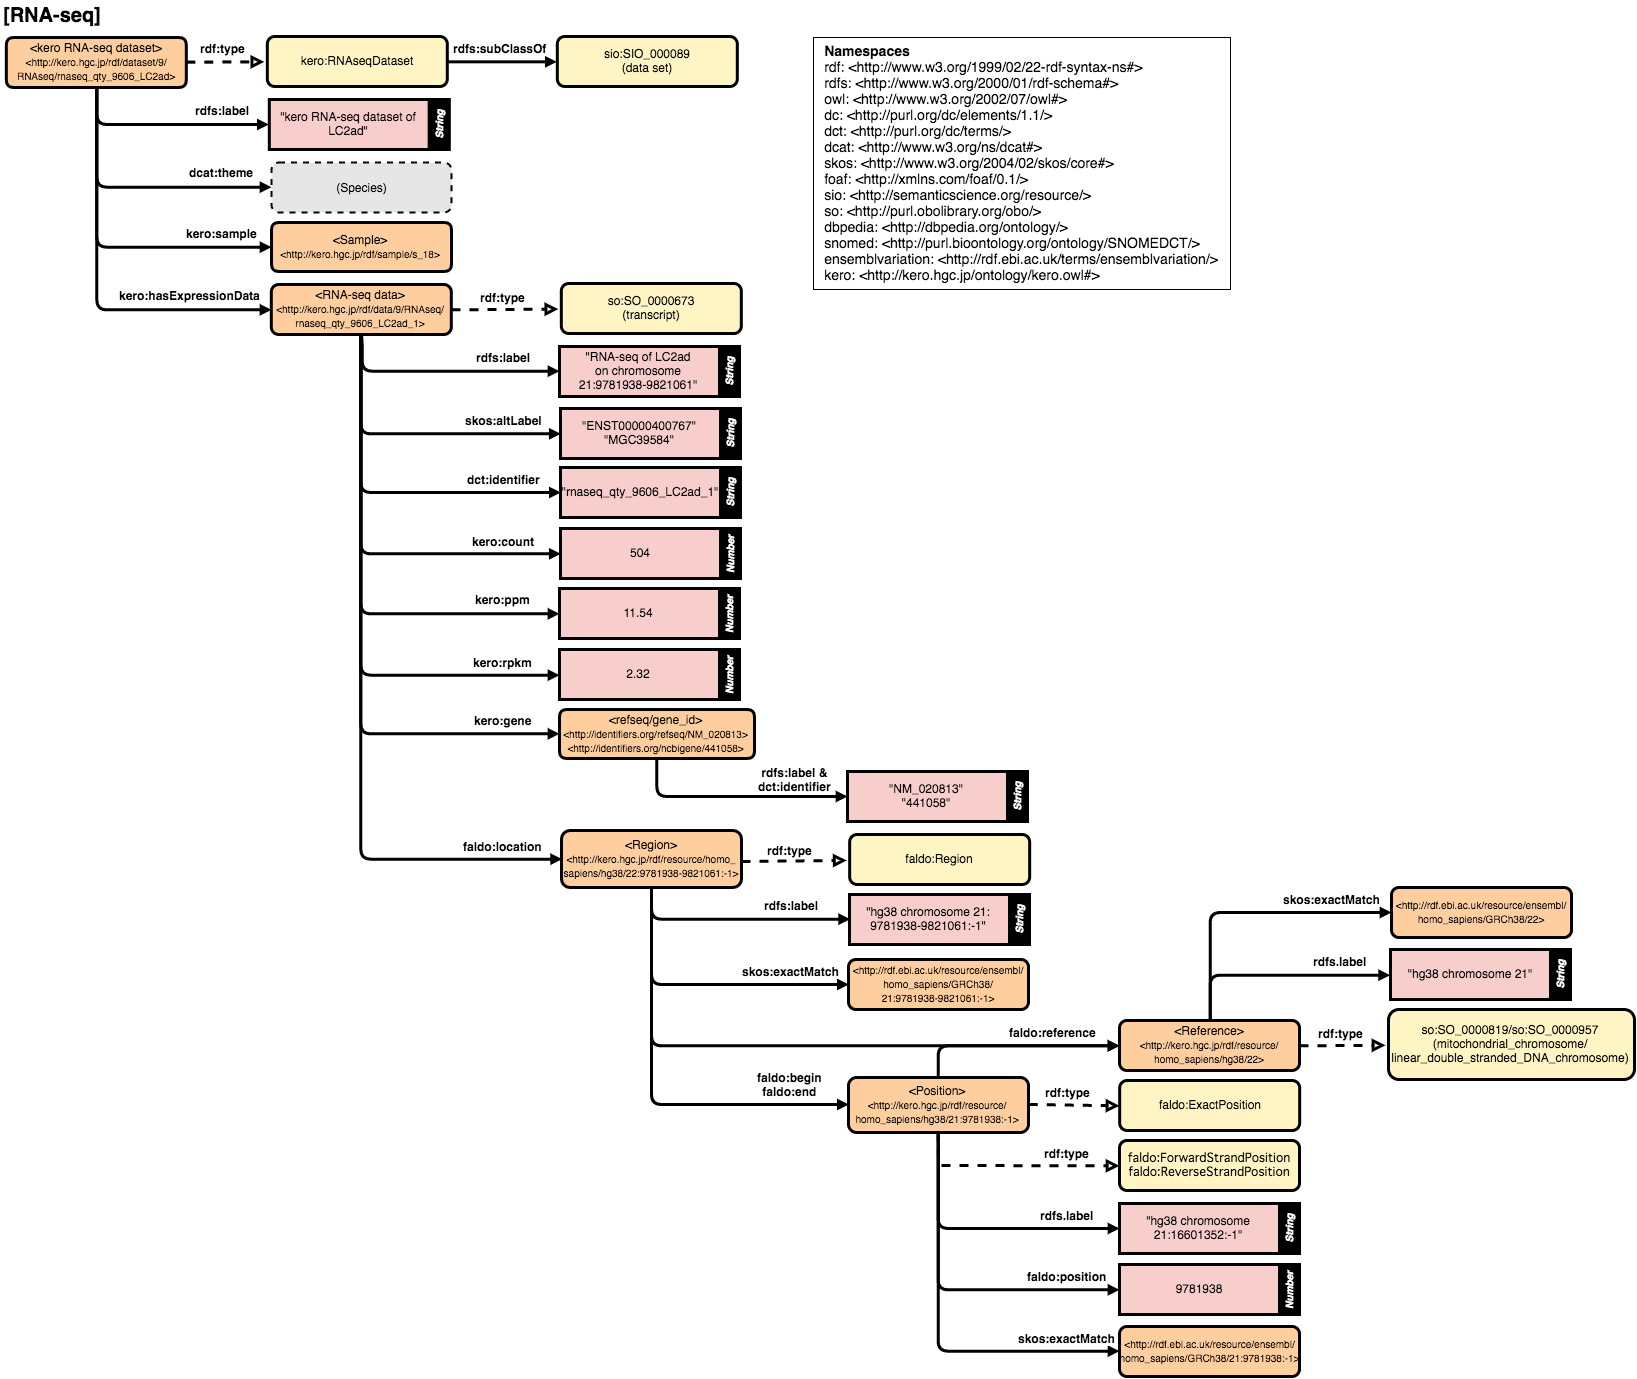 [RNA-seq]
<kero RNA-seq dataset>
<http://kero.hgc.jp/rdf/dataset/9/
RNAseq/rnaseq_qty_9606_LC2ad>
rdf:type
kero:RNAseqDataset
rdfs:subClassOf
sio:SIO_000089
(data set)
Namespaces
rdf: <http://www.w3.org/1999/02/22-rdf-syntax-ns#>
rdfs: <http://www.w3.org/2000/01/rdf-schema#>
owl: <http://www.w3.org/2002/07/owl#>
dc: <http://purl.org/dc/elements/1.1/>
dct: <http://purl.org/dc/terms/>
dcat: <http://www.w3.org/ns/dcat#>
skos: <http://www.w3.org/2004/02/skos/core#>
foaf: <http://xmlns.com/foaf/0.1/>
sio: <http://semanticscience.org/resource/>
so: <http://purl.obolibrary.org/obo/>
dbpedia: <http://dbpedia.org/ontology/>
snomed: <http://purl.bioontology.org/ontology/SNOMEDCT/>
ensemblvariation: <http://rdf.ebi.ac.uk/terms/ensemblvariation/>
kero: <http://kero.hgc.jp/ontology/kero.owl#>
rdfs:label
"kero RNA-seq dataset of
LC2ad"
String
dcat:theme
(Species)
kero:sample
<Sample>
<http://kero.hgc.jp/rdf/sample/s_18>
kero:hasExpressionData
<RNA-seq data>
<http://kero.hgc.jp/rdf/data/9/RNAseq/
rnaseq_qty_9606_LC2ad_1>
rdf:type
so:SO_0000673
(transcript)
rdfs:label
"RNA-seq of LC2ad
on chromosome
21:9781938-9821061"
String
skos:altLabel
"ENST00000400767"
"MGC39584"
String
dct:identifier
"rnaseq_qty_9606_LC2ad_1"
String
kero:count
504
Number
kero:ppm
11.54
Number
kero:rpkm
2.32
Number
kero:gene
<refseq/gene_id>
<http://identifiers.org/refseq/NM_020813>
<http://identifiers.org/ncbigene/441058>
rdfs:label &
dct:identifier
"NM_020813"
"441058"
String
faldo:location
<Region>
<http://kero.hgc.jp/rdf/resource/homo_
sapiens/hg38/22:9781938-9821061:-1>
rdf:type
faldo:Region
rdfs:label
"hg38 chromosome 21:
9781938-9821061:-1"
String
skos:exactMatch
<http://rdf.ebi.ac.uk/resource/ensembl/
homo_sapiens/GRCh38/
21:9781938-9821061:-1>
skos:exactMatch
<http://rdf.ebi.ac.uk/resource/ensembl/
homo_sapiens/GRCh38/22>
rdfs.label
"hg38 chromosome 21"
String
faldo:reference
<Reference>
<http://kero.hgc.jp/rdf/resource/
homo_sapiens/hg38/22>
rdf:type
so:SO_0000819/so:SO_0000957
(mitochondrial_chromosome/
linear_double_stranded_DNA_chromosome)
faldo:begin
faldo:end
<Position>
<http://kero.hgc.jp/rdf/resource/
homo_sapiens/hg38/21:9781938:-1>
rdf:type
faldo:ExactPosition
rdf:type
faldo:ForwardStrandPosition
faldo:ReverseStrandPosition
rdfs.label
"hg38 chromosome
21:16601352:-1"
String
faldo:position
9781938
Number
skos:exactMatch
<http://rdf.ebi.ac.uk/resource/ensembl/
homo_sapiens/GRCh38/21:9781938:-1>